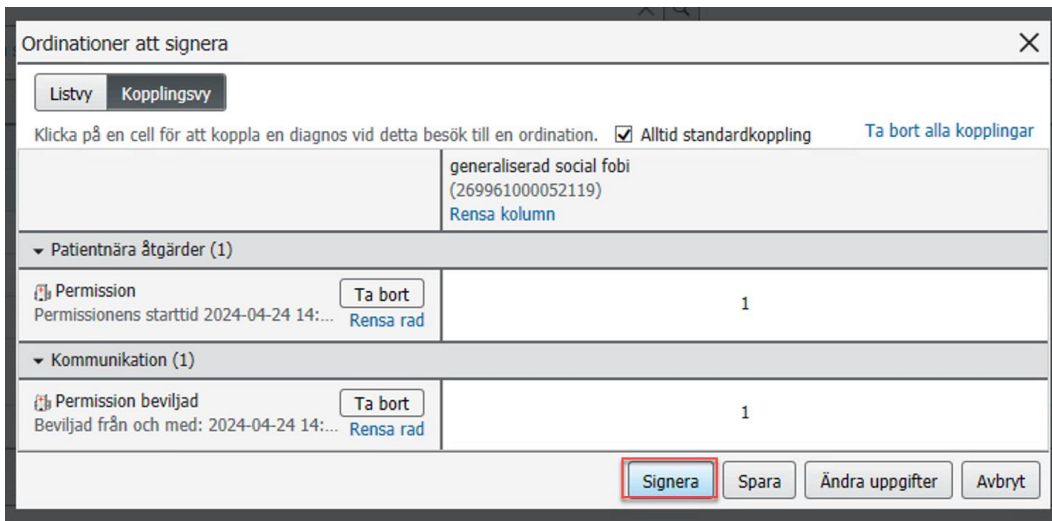 Ordinationer att signera
Listvy Kopplingsvy
Klicka på en cell för att koppla en diagnos vid detta besök till en ordination. Alltid standardkoppling Ta bort alla kopplingar
generaliserad social fobi
(269961000052119)
Rensa kolumn
Patientnära åtgärder (1)
Permission Ta bort
Permissionens starttid 2024-04-24 14:... Rensa rad
1
Kommunikation (1)
Permission beviljad Ta bort
Beviljad från och med: 2024-04-24 14:... Rensa rad
1
Signera Spara Ändra uppgifter Avbryt